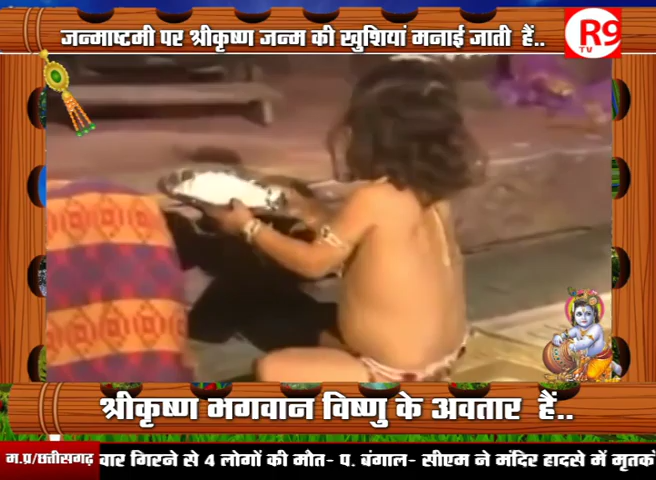 जन्माष्टमी पर श्रीकृष्ण जन्म की खुशियां मनाई जाती हैं..
R9
TV
श्रीकृष्ण भगवान विष्णु के अवतार हैं..
म.प्र/छत्तीसगढ़ वार गिरने से 4 लोगों की मौत- प. बंगाल- सीएम ने मंदिर हादसे में मृतकं